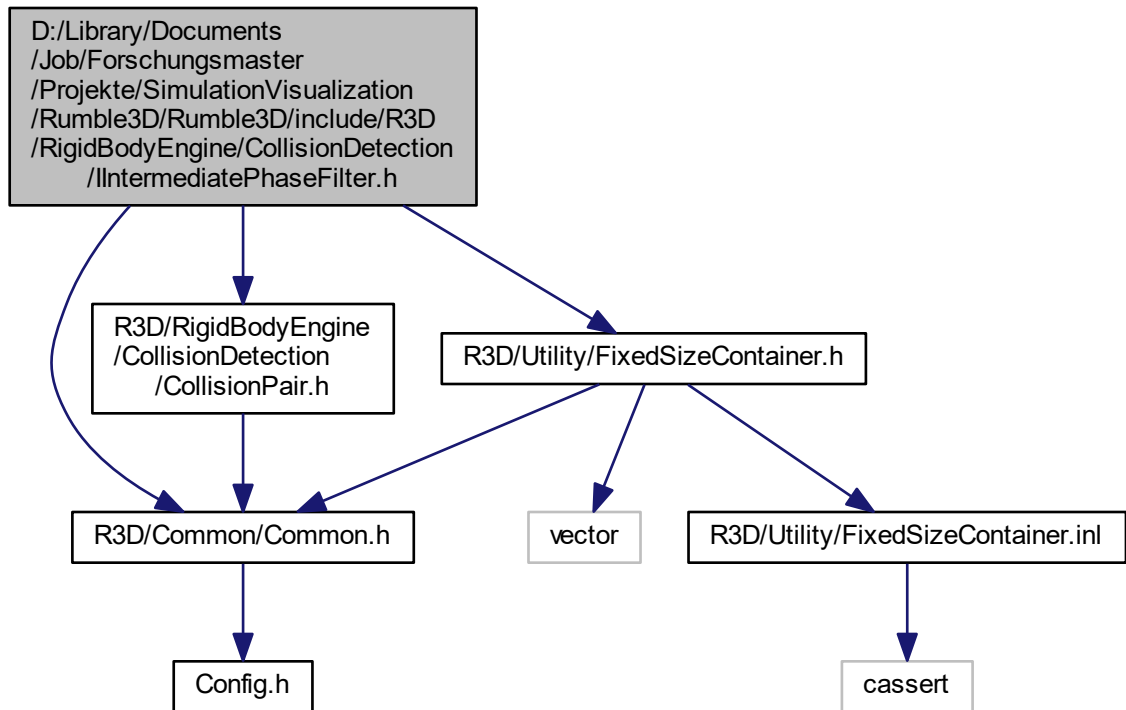 D:/Library/Documents
/Job/Forschungsmaster
/Projekte/SimulationVisualization
/Rumble3D/Rumble3D/include/R3D
/RigidBodyEngine/CollisionDetection
/IIntermediatePhaseFilter.h
R3D/RigidBodyEngine
/CollisionDetection
/CollisionPair.h
R3D/Utility/FixedSizeContainer.h
R3D/Common/Common.h
vector
R3D/Utility/FixedSizeContainer.inl
Config.h
cassert